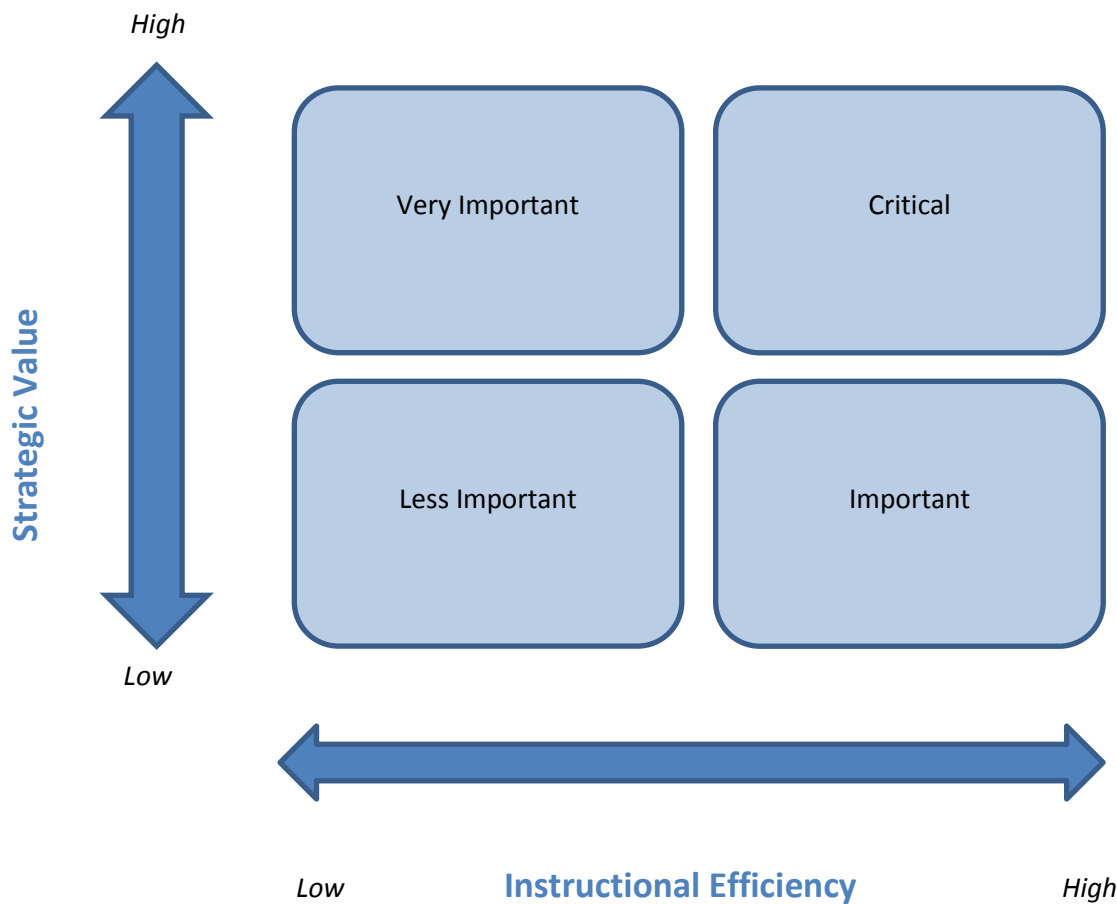 High
Very Important
Critical
Strategic Value
Less Important
Important
Low
Low
Instructional Efficiency
High